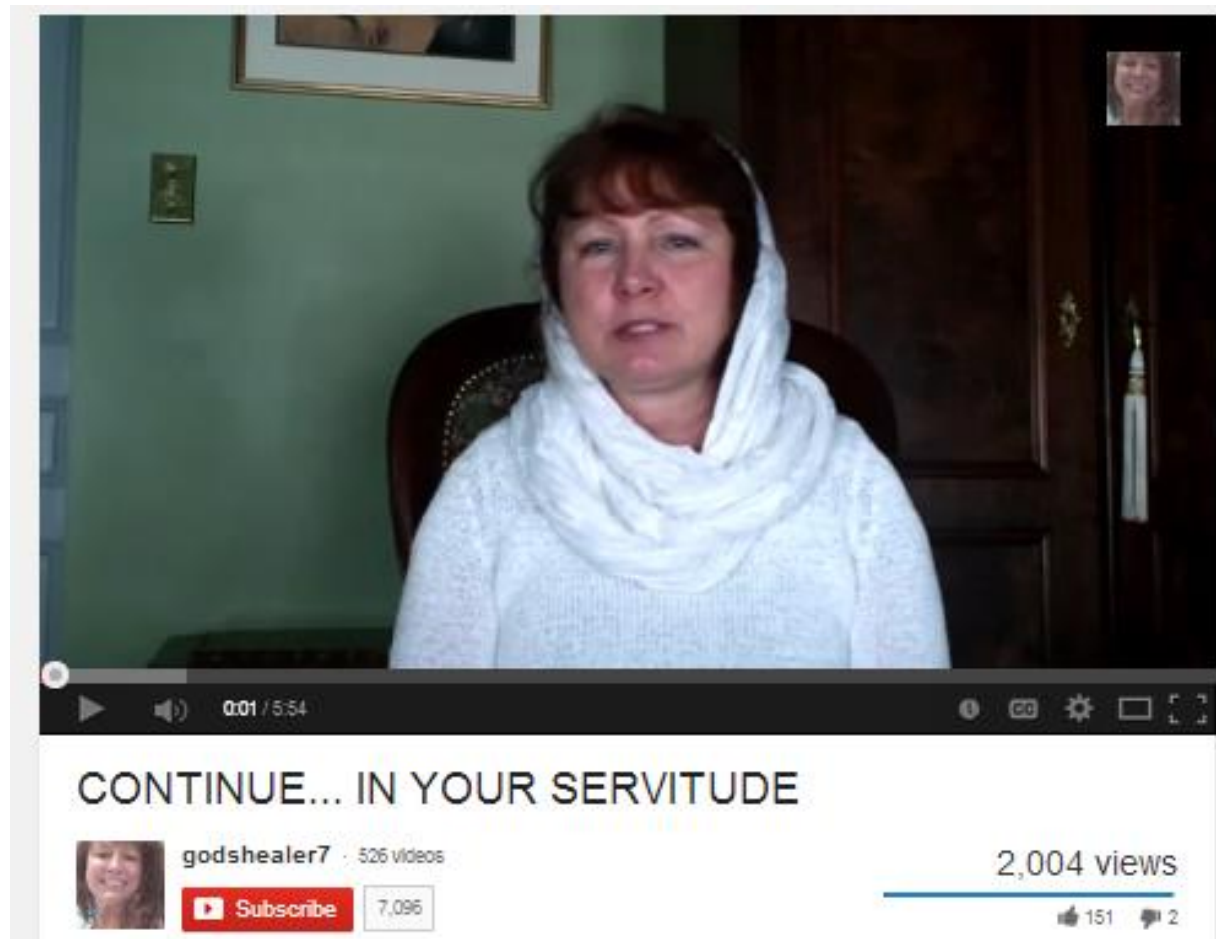 0:01 / 5:54
CC
CONTINUE... IN YOUR SERVITUDE
godshealer7 · 526 videos
2,004 views
Subscribe 7,096
151 2